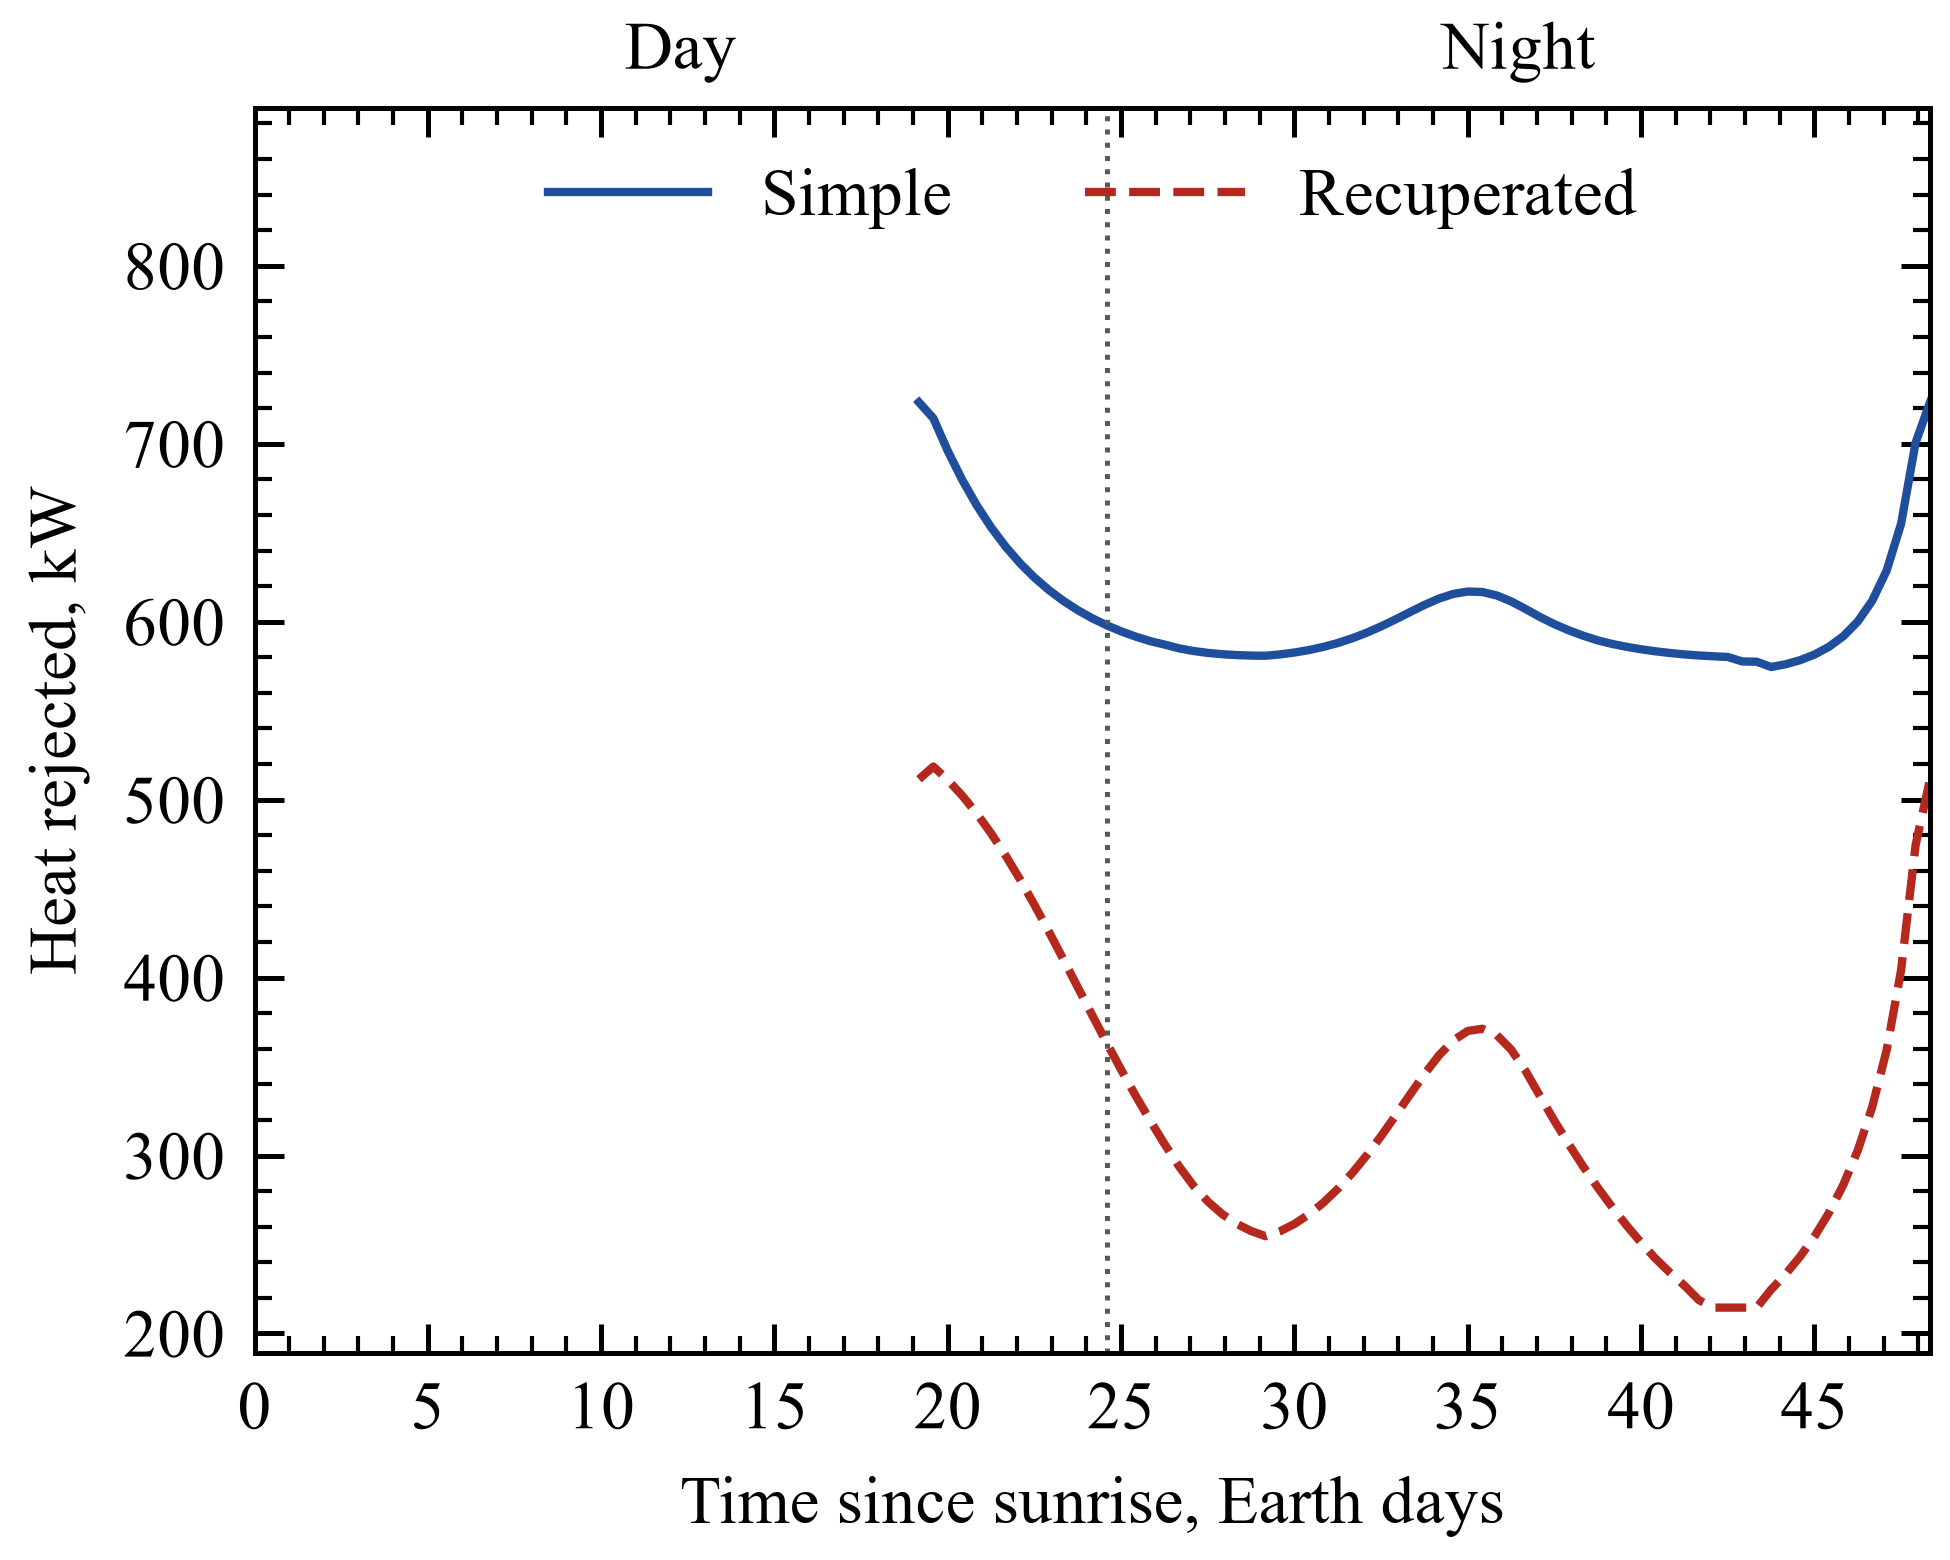 Day Night
Simple Recuperated
Heat rejected, kW
800
700
600
500
400
300
200
0 5 10 15 20 25 30 35 40 45
Time since sunrise, Earth days